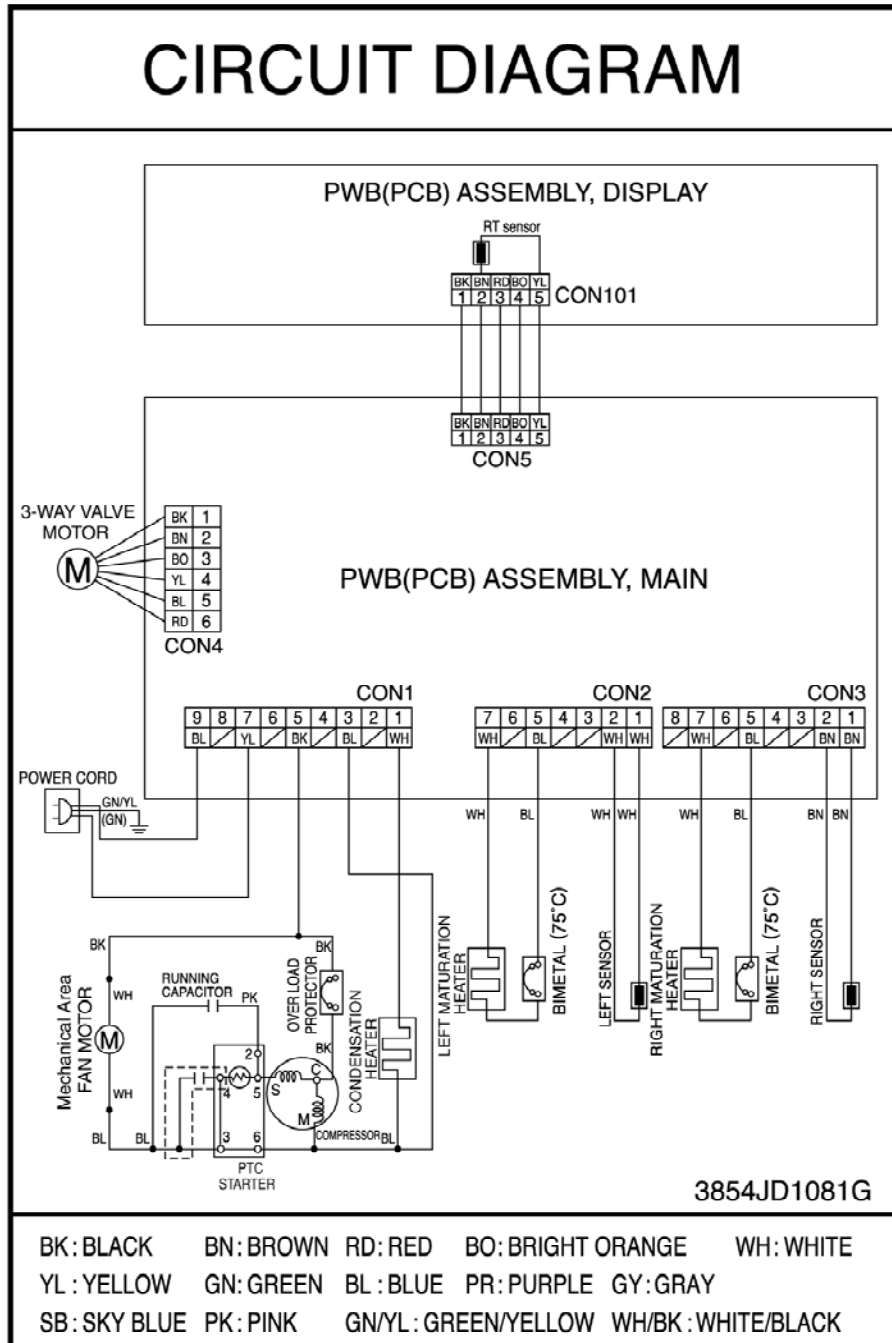 CIRCUIT DIAGRAM
PWB(PCB) ASSEMBLY, DISPLAY
RT sensor
BK BN RD BO YL
1 2 3 4 5 CON101
BK BN RD BO YL
1 2 3 4 5
CON5
3-WAY VALVE
MOTOR
M
BK 1
BN 2
BO 3
YL 4
BL 5
RD 6
CON4
PWB(PCB) ASSEMBLY, MAIN
CON1
9 8 7 6 5 4 3 2 1
BL YL BK BL WH
CON2
7 6 5 4 3 2 1
WH BL WH WH
CON3
8 7 6 5 4 3 2 1
WH BL BN BN
POWER CORD
GN/YL
(GN)
WH BL WH WH WH BL BN BN
LEFT MATURATION
HEATER
BIMETAL (75°C)
LEFT SENSOR
RIGHT MATURATION
HEATER
BIMETAL (75°C)
RIGHT SENSOR
BK
BK
WH
RUNNING
CAPACITOR
PK
OVER LOAD
PROTECTOR
BK
CONDENSATION
HEATER
Mechanical Area
FAN MOTOR
M
WH
BL
BL
2
1
4
5
3
6
S
C
M
COMPRESSOR
BL
PTC
STARTER
3854JD1081G
BK : BLACK BN : BROWN RD : RED BO : BRIGHT ORANGE WH : WHITE
YL : YELLOW GN : GREEN BL : BLUE PR : PURPLE GY : GRAY
SB : SKY BLUE PK : PINK GN/YL : GREEN/YELLOW WH/BK : WHITE/BLACK